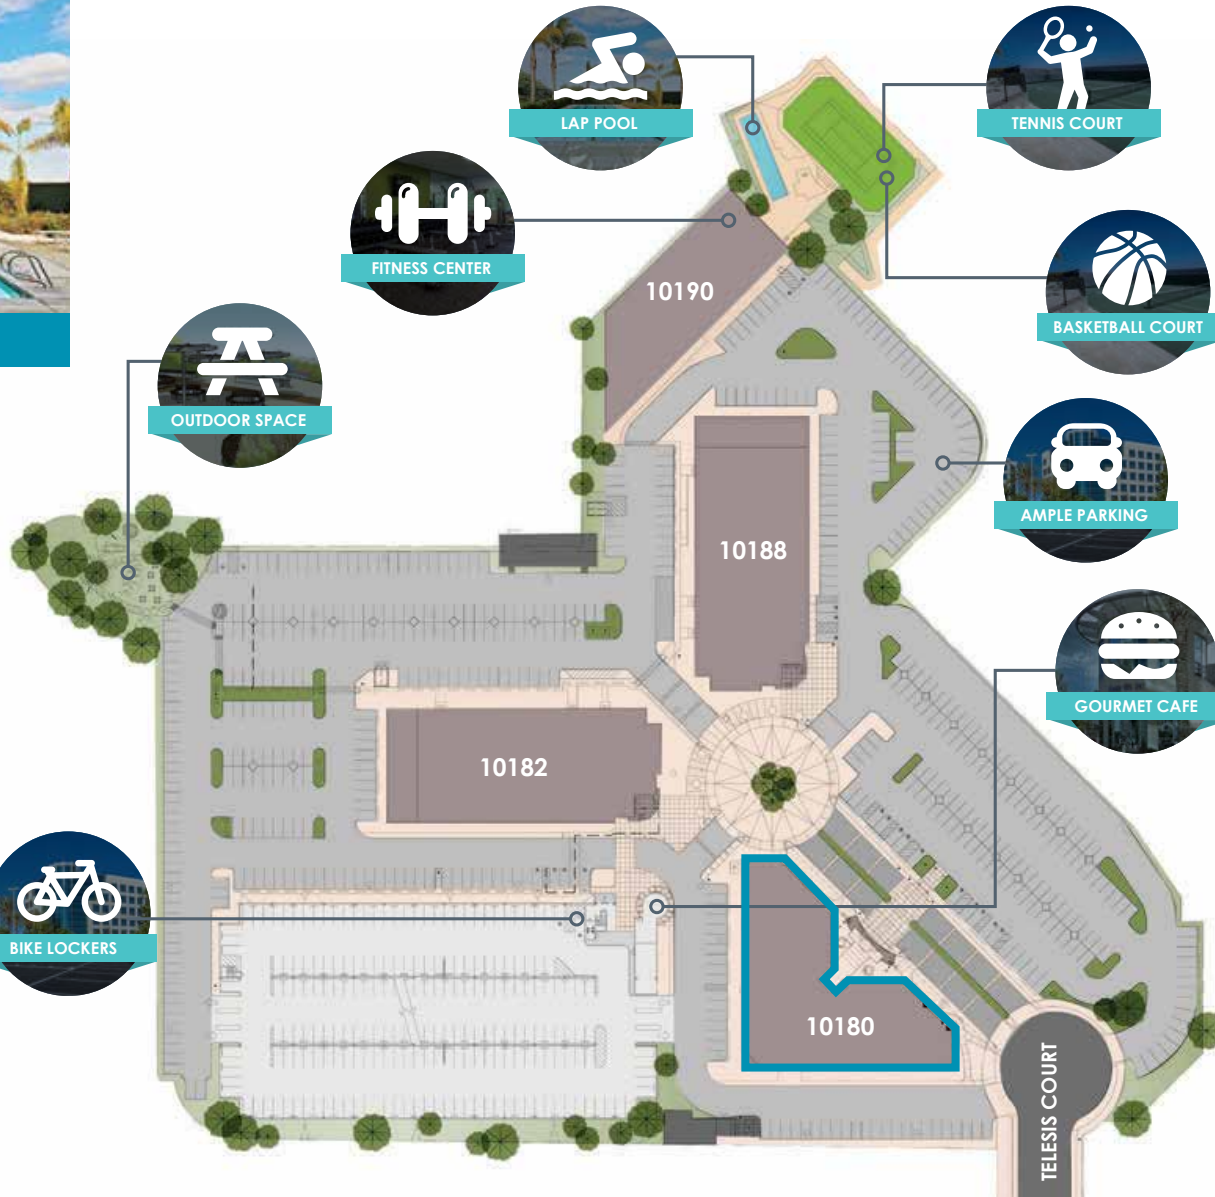 LAP POOL
TENNIS COURT
FITNESS CENTER
10190
BASKETBALL COURT
OUTDOOR SPACE
AMPLE PARKING
10188
GOURMET CAFE
10182
BIKE LOCKERS
10180
TELESIS COURT